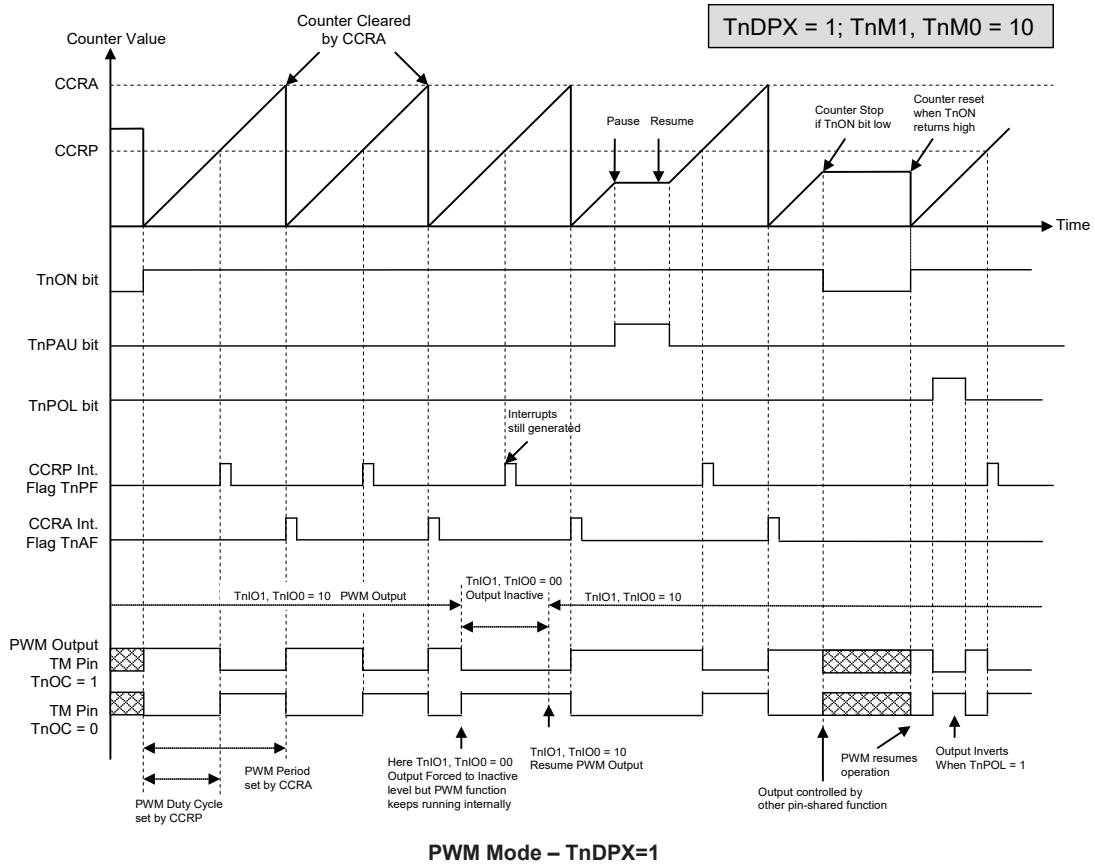 TnDPX = 1; TnM1, TnM0 = 10
Counter Value
Counter Cleared
by CCRA
CCRA
CCRP
Pause
Resume
Counter Stop
if TnON bit low
Counter reset
when TnON
returns high
Time
TnON bit
TnPAU bit
TnPOL bit
Interrupts
still generated
CCRP Int.
Flag TnPF
CCRA Int.
Flag TnAF
TnIO1, TnIO0 = 10   PWM Output
TnIO1, TnIO0 = 00
Output Inactive
TnIO1, TnIO0 = 10
PWM Output
TM Pin
TnOC = 1
TM Pin
TnOC = 0
PWM Duty Cycle
set by CCRP
PWM Period
set by CCRA
Here TnIO1, TnIO0 = 00
Output Forced to Inactive
level but PWM function
keeps running internally
TnIO1, TnIO0 = 10
Resume PWM Output
Output controlled by
other pin-shared function
PWM resumes
operation
Output Inverts
When TnPOL = 1
PWM Mode – TnDPX=1